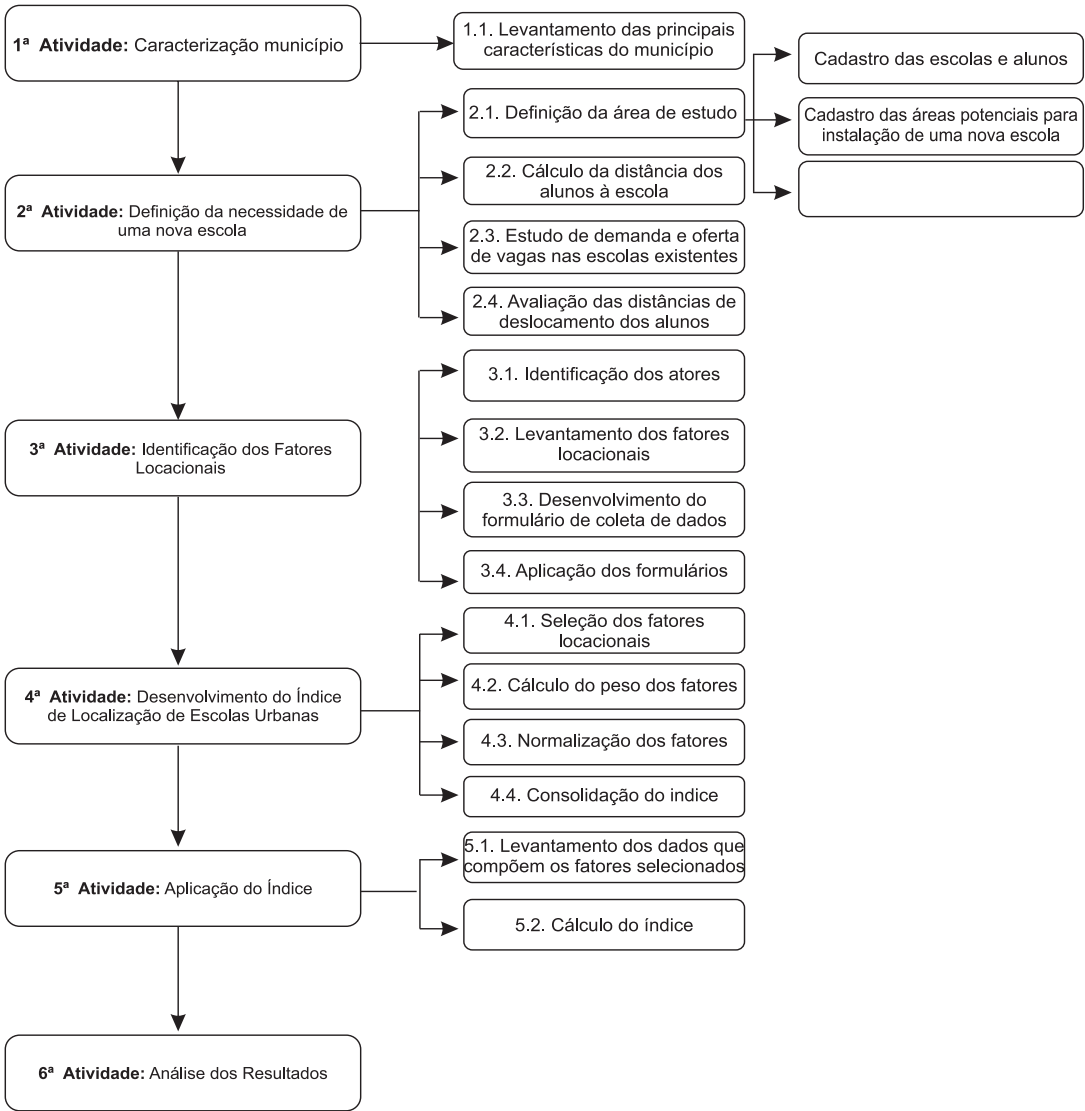 1ª Atividade: Caracterização município
1.1. Levantamento das principais
características do município
Cadastro das escolas e alunos
2.1. Definição da área de estudo
Cadastro das áreas potenciais para
instalação de uma nova escola
2ª Atividade: Definição da necessidade de
uma nova escola
2.2. Cálculo da distância dos
alunos à escola
2.3. Estudo de demanda e oferta
de vagas nas escolas existentes
2.4. Avaliação das distâncias de
deslocamento dos alunos
3ª Atividade: Identificação dos Fatores
Locacionais
3.1. Identificação dos atores
3.2. Levantamento dos fatores
locacionais
3.3. Desenvolvimento do
formulário de coleta de dados
3.4. Aplicação dos formulários
4ª Atividade: Desenvolvimento do Índice
de Localização de Escolas Urbanas
4.1. Seleção dos fatores
locacionais
4.2. Cálculo do peso dos fatores
4.3. Normalização dos fatores
4.4. Consolidação do indice
5ª Atividade: Aplicação do Índice
5.1. Levantamento dos dados que
compõem os fatores selecionados
5.2. Cálculo do índice
6ª Atividade: Análise dos Resultados